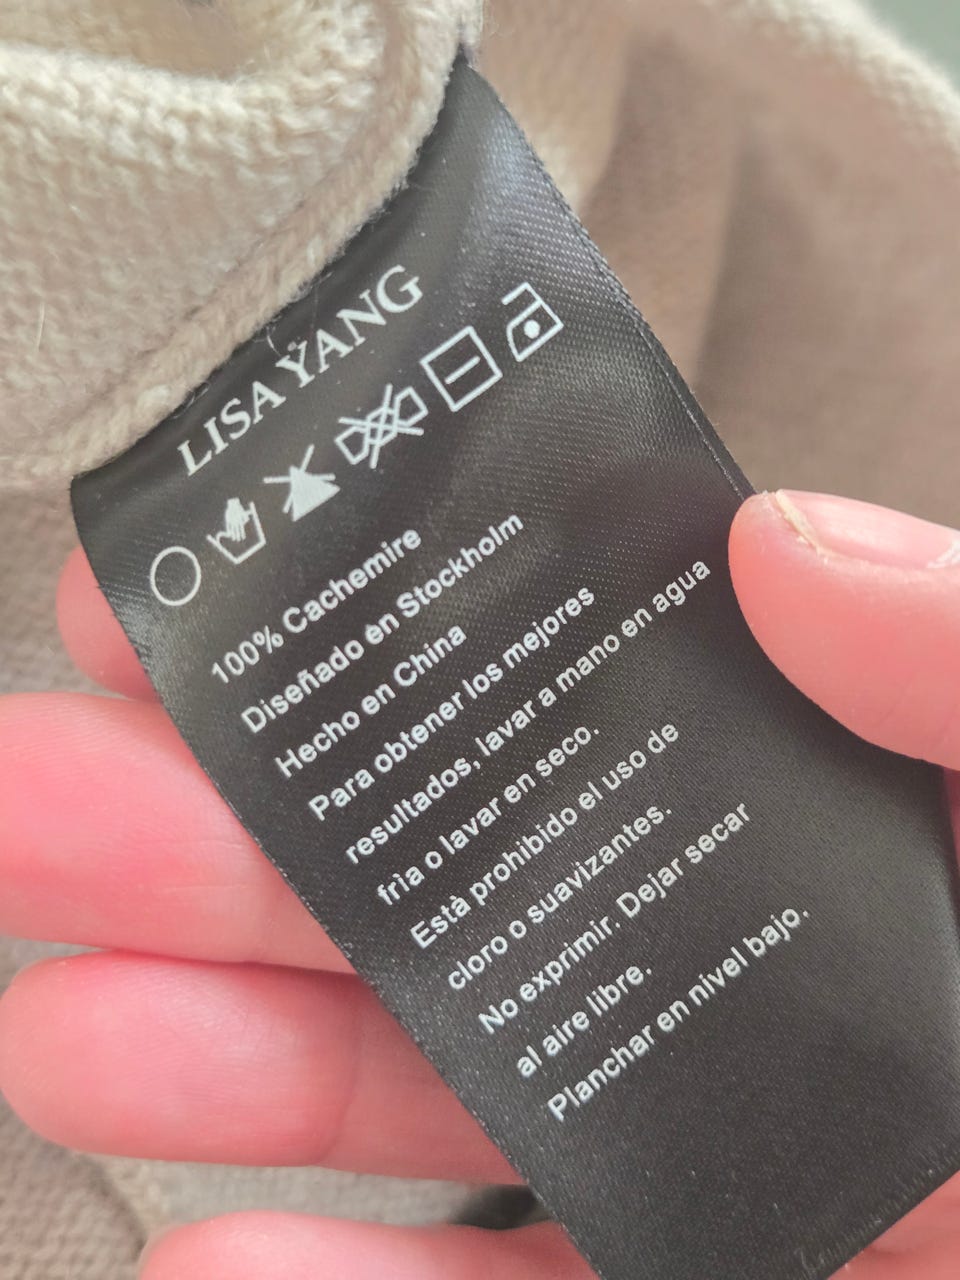 LISA YANG
100% Cachemire
Diseñado en Stockholm
Hecho en China
Para obtener los mejores
resultados, lavar a mano en agua
frìa o lavar en seco.
Està prohibido el uso de
cloro o suavizantes.
No exprimir. Dejar secar
al aire libre.
Planchar en nivel bajo.